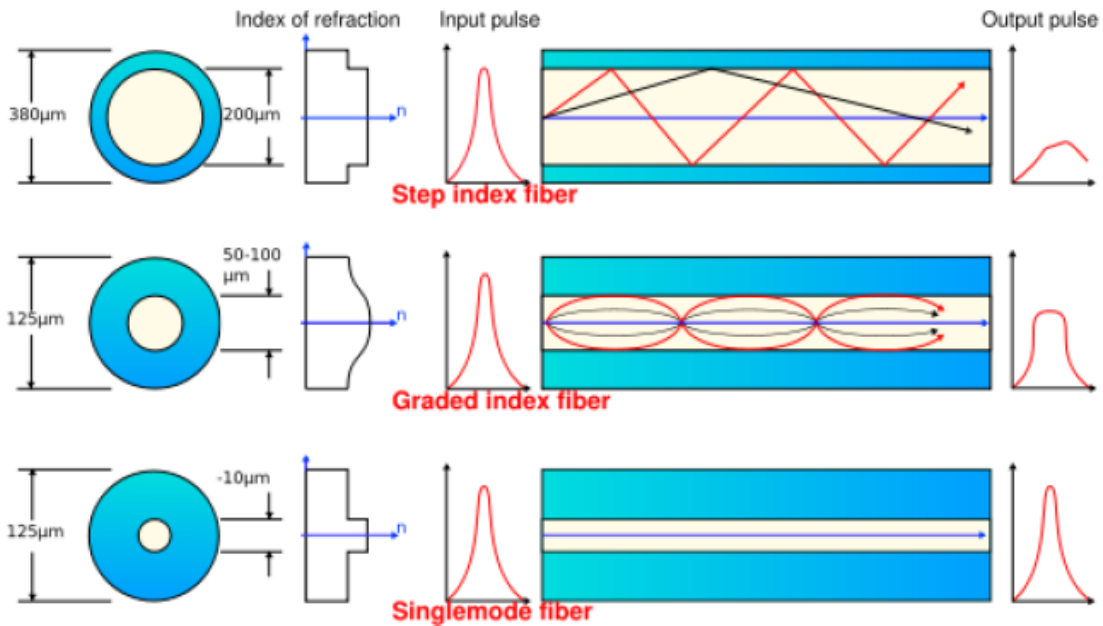 Index of refraction
Input pulse
Output pulse
380µm
200µm
n
Step index fiber
50-100
µm
125µm
n
Graded index fiber
-10µm
125µm
n
Singlemode fiber